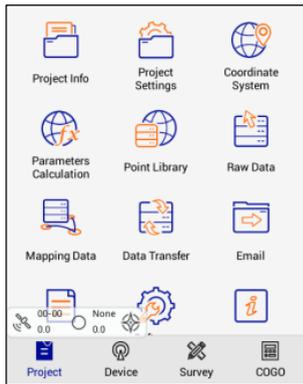 Project Info
Project
Settings
Coordinate
System
Parameters
Calculation
Point Library
Raw Data
Mapping Data
Data Transfer
Email
00-00
None
0.0
0.0
Project
Device
Survey
COGO